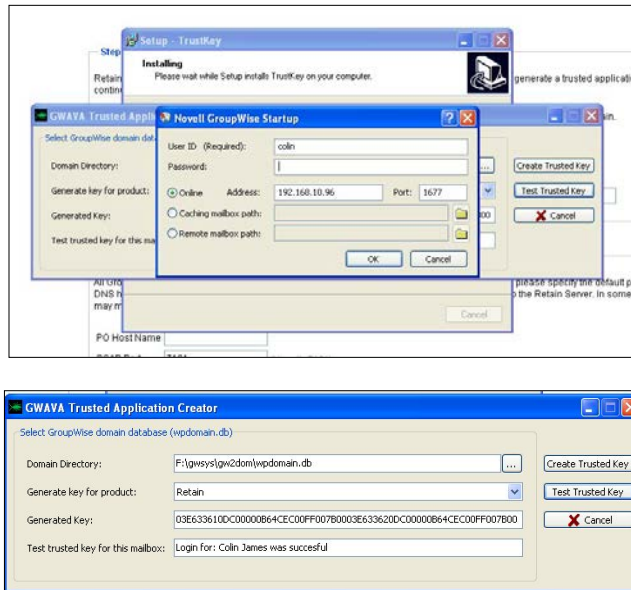 Setup - TrustKey
Step
Installing
Please wait while Setup installs TrustKey on your computer.
Retain
generate a trusted applicati
contin
GWAVA Trusted Appli
Novell GroupWise Startup
Select GroupWise domain dat
User ID (Required): colin
Domain Directory:
Password:
...
Create Trusted Key
Generate key for product:
Online Address: 192.168.10.96 Port: 1677
Test Trusted Key
Generated Key:
Caching mailbox path:
Cancel
Test trusted key for this ma
Remote mailbox path:
OK Cancel
please specify the default p
DNS h
the Retain Server. In some
may m
Cancel
PO Host Name
GWAVA Trusted Application Creator
Select GroupWise domain database (wpdomain.db)
Domain Directory: F:\gwsys\gw2dom\wpdomain.db ... Create Trusted Key
Generate key for product: Retain Test Trusted Key
Generated Key: 03E633610DC00000B64CEC00FF007B0003E633620DC00000B64CEC00FF007B00 Cancel
Test trusted key for this mailbox: Login for: Colin James was succesful